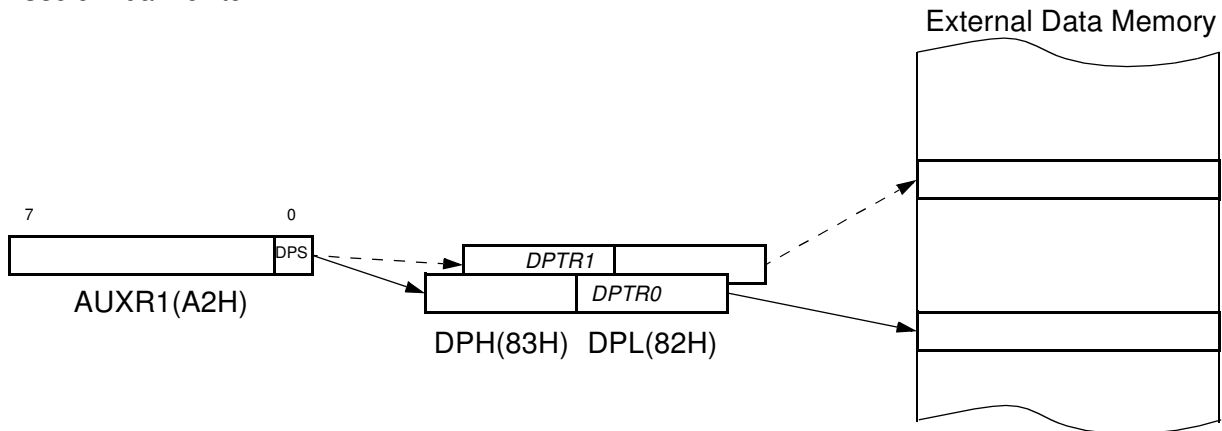 External Data Memory
7 0
DPS
DPTR1
DPTR0
AUXR1(A2H)
DPH(83H) DPL(82H)